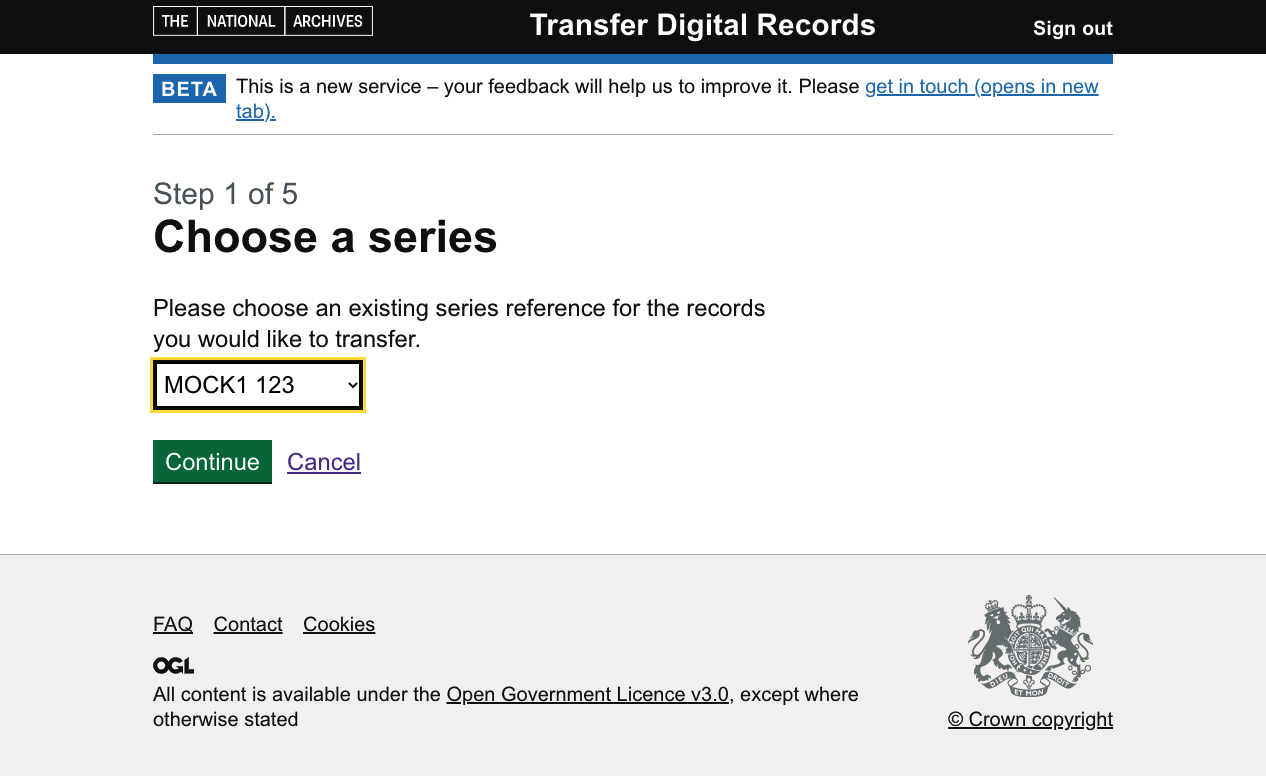 THE NATIONAL ARCHIVES Transfer Digital Records Sign out
BETA This is a new service – your feedback will help us to improve it. Please get in touch (opens in new
tab).
Step 1 of 5
Choose a series
Please choose an existing series reference for the records
you would like to transfer.
MOCK1 123
Continue Cancel
FAQ Contact Cookies
OGL
All content is available under the Open Government Licence v3.0, except where
otherwise stated
DIEU ET MON DROIT
© Crown copyright